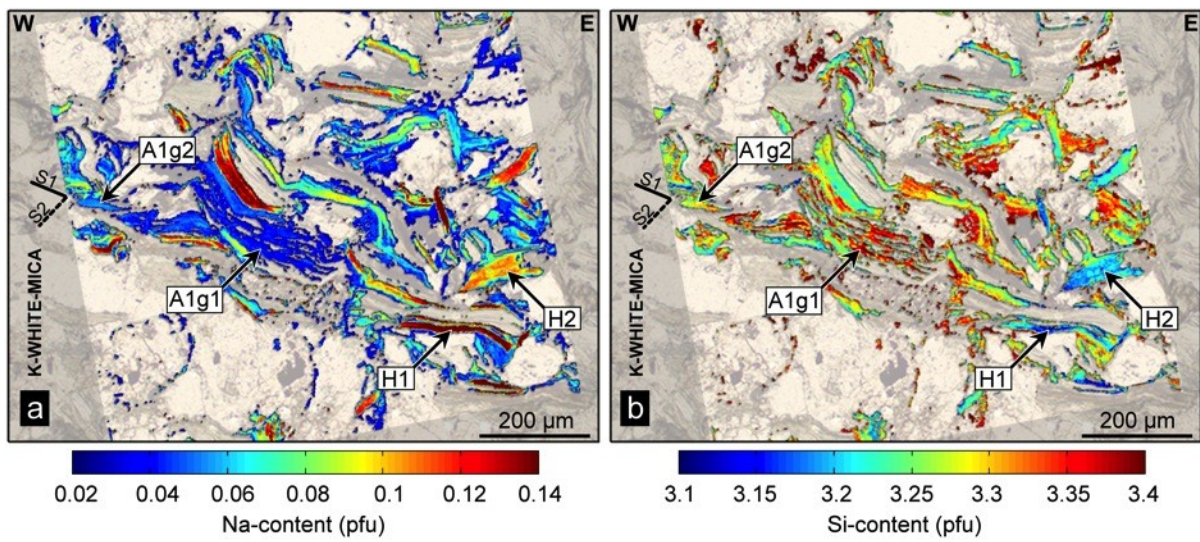 W E
A1g2
S1
S2
K-WHITE-MICA
A1g1
H2
H1
a
200 µm
0.02 0.04 0.06 0.08 0.1 0.12 0.14
Na-content (pfu)
W E
A1g2
S1
S2
K-WHITE-MICA
A1g1
H2
H1
b
200 µm
3.1 3.15 3.2 3.25 3.3 3.35 3.4
Si-content (pfu)